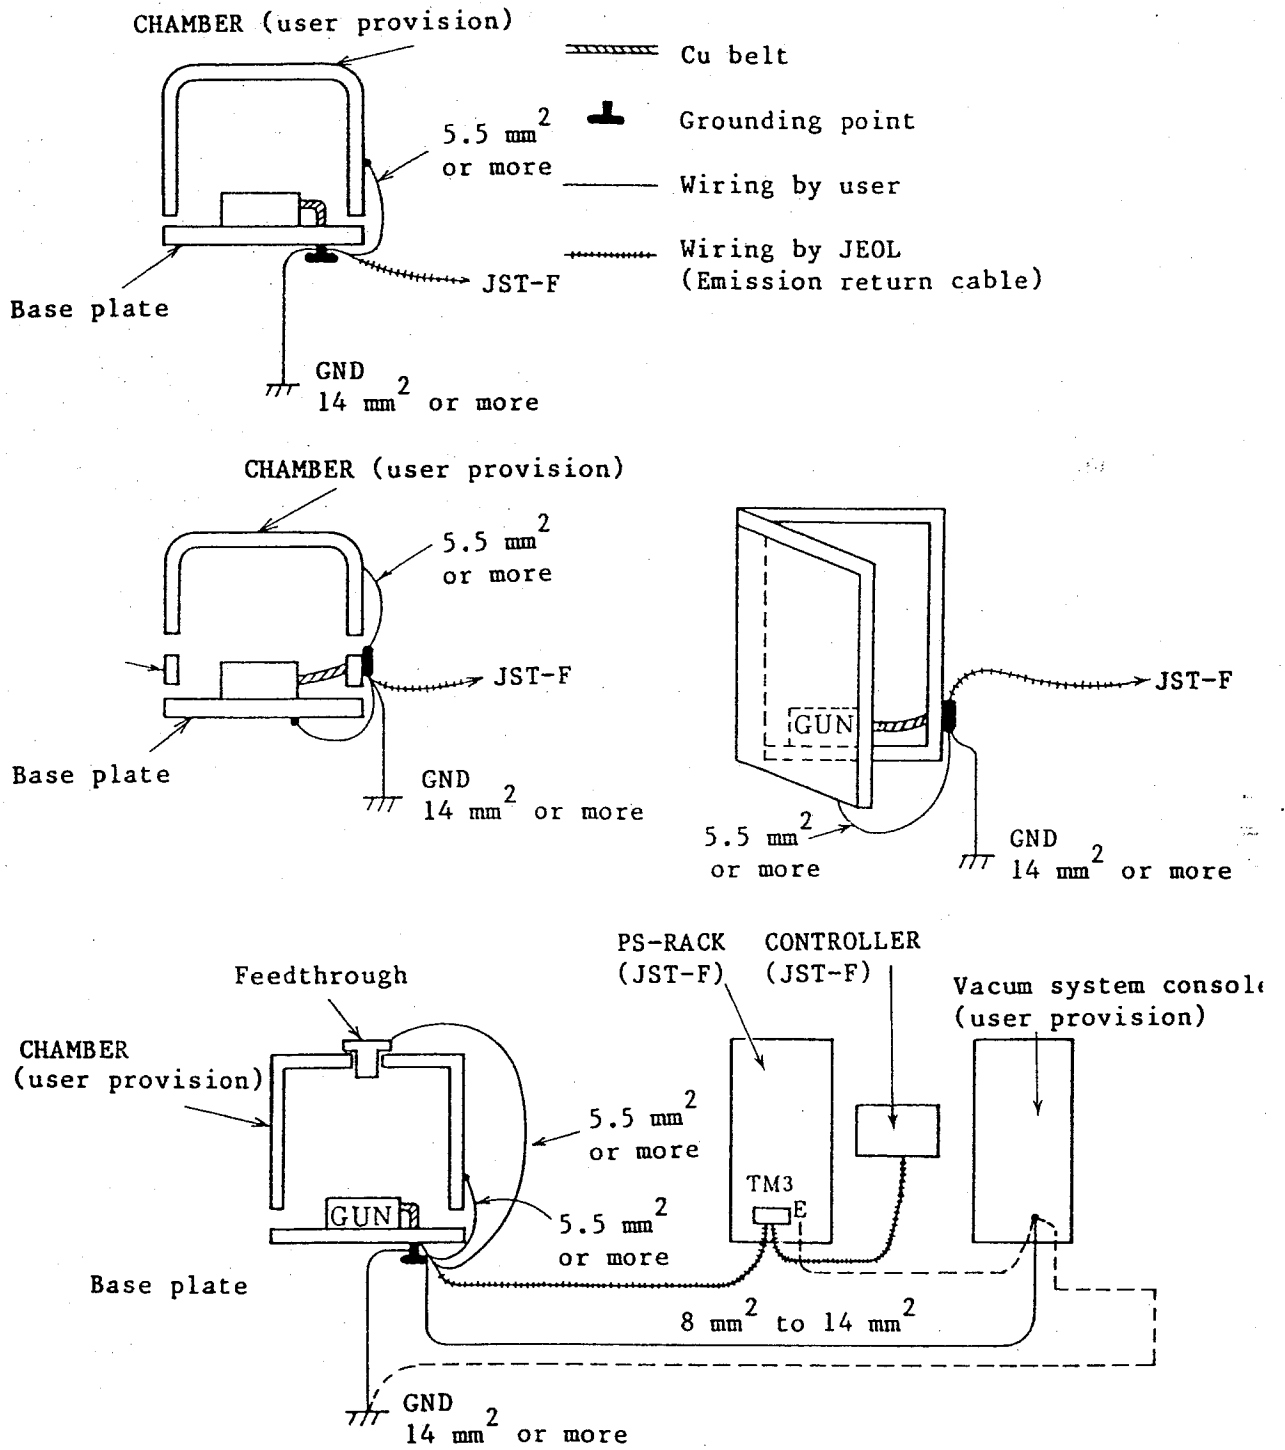 CHAMBER (user provision)
Cu belt
5.5 mm²
or more
Grounding point
Wiring by user
Wiring by JEOL
(Emission return cable)
JST-F
Base plate
GND
14 mm² or more
CHAMBER (user provision)
5.5 mm²
or more
JST-F
Base plate
GND
14 mm² or more
JST-F
GUN
5.5 mm²
or more
GND
14 mm² or more
Feedthrough
CHAMBER
(user provision)
5.5 mm²
or more
5.5 mm²
or more
GUN
Base plate
GND
14 mm² or more
PS-RACK
(JST-F)
CONTROLLER
(JST-F)
Vacum system console
(user provision)
TM3
E
8 mm² to 14 mm²